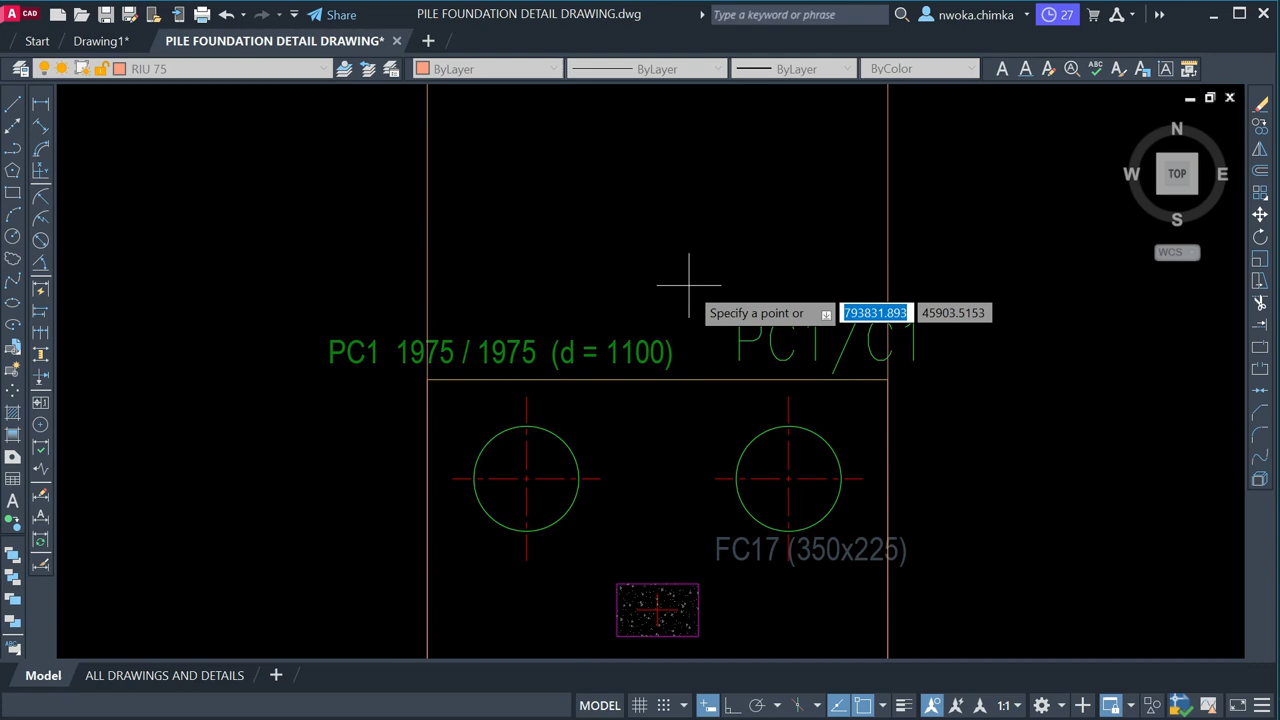 A CAD
Share
PILE FOUNDATION DETAIL DRAWING.dwg
Type a keyword or phrase
nwoka.chimka
27
Start
Drawing1*
PILE FOUNDATION DETAIL DRAWING*
RIU 75
ByLayer
ByLayer
ByLayer
ByColor
N
W
TOP
E
S
WCS
Specify a point or
793831.893
45903.5153
PC1 1975 / 1975 (d = 1100)
PC1/C1
FC17 (350x225)
Model
ALL DRAWINGS AND DETAILS
MODEL
1:1